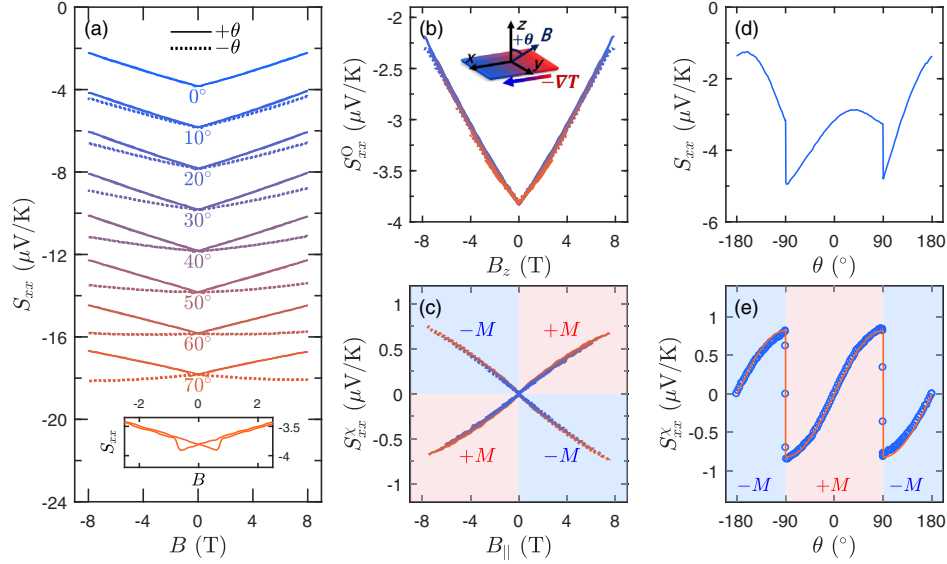 (a)
+θ
−θ
0°
10°
20°
30°
40°
50°
60°
70°
0
-4
-8
-12
-16
-20
-24
S_xx (μV/K)
-8 -4 0 4 8
B (T)
-2 0 2
-3.5
-4
S_xx
B
(b)
z
+θ
B
x
y
−∇T
-2
-2.5
-3
-3.5
-4
S^O_xx (μV/K)
-8 -4 0 4 8
B_z (T)
(c)
−M
+M
+M
−M
1
0.5
0
-0.5
-1
S^χ_xx (μV/K)
-8 -4 0 4 8
B_|| (T)
(d)
0
-2
-4
-6
S_xx (μV/K)
-180 -90 0 90 180
θ (°)
(e)
1
0.5
0
-0.5
-1
S^χ_xx (μV/K)
−M +M −M
-180 -90 0 90 180
θ (°)